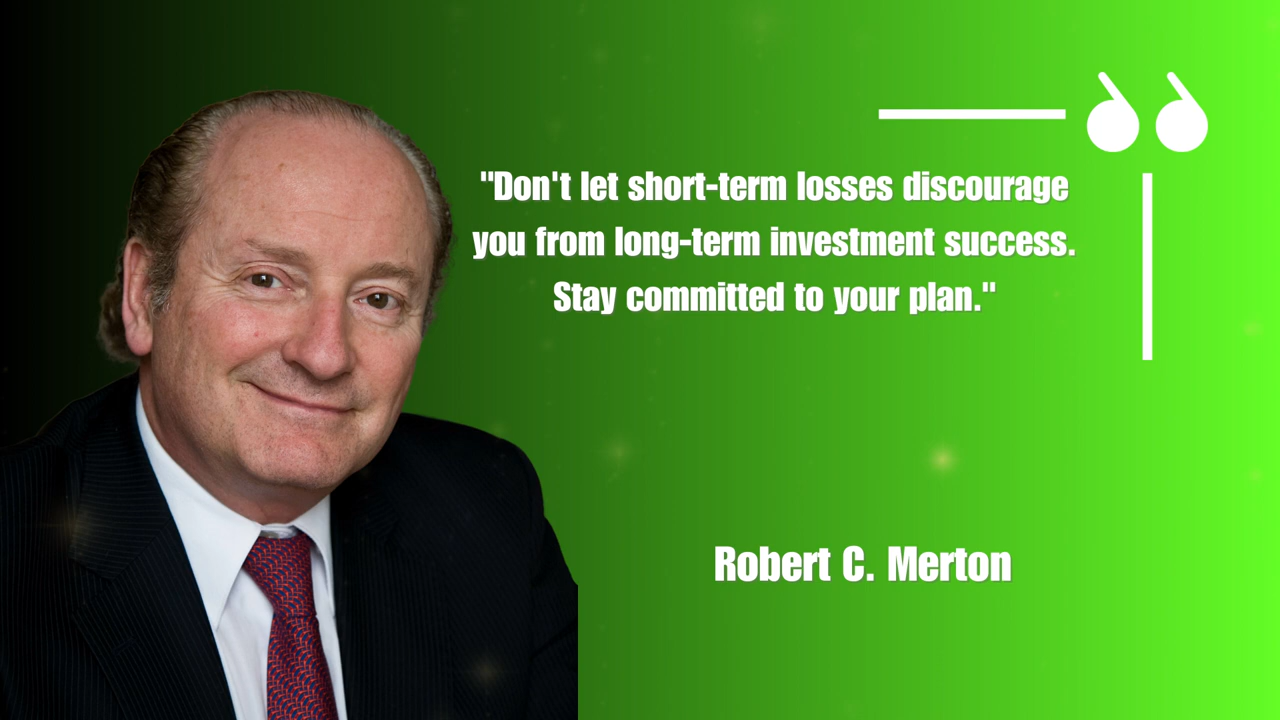 "Don't let short-term losses discourage
you from long-term investment success.
Stay committed to your plan."
Robert C. Merton